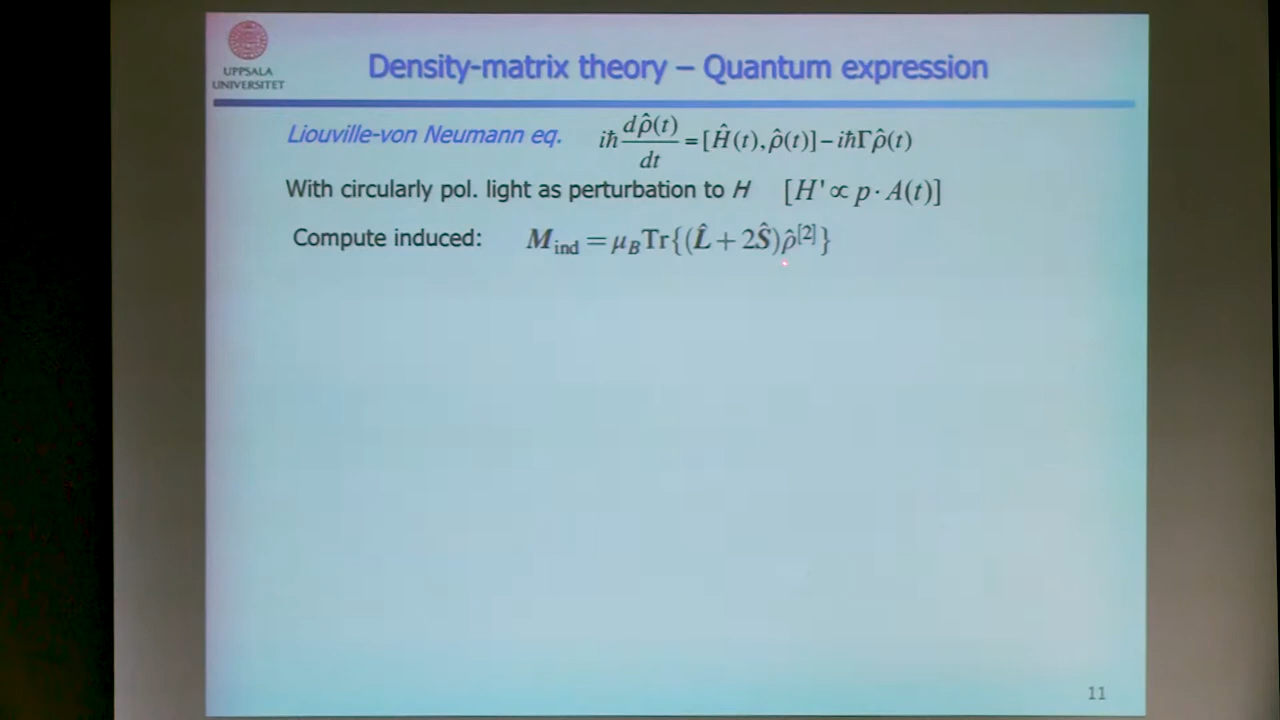 UPPSALA
UNIVERSITET
Density-matrix theory – Quantum expression
Liouville-von Neumann eq. iℏ dρ̂(t)/dt = [Ĥ(t), ρ̂(t)] − iℏΓρ̂(t)
With circularly pol. light as perturbation to H [H' ∝ p · A(t)]
Compute induced: M_ind = μ_B Tr{(L̂ + 2Ŝ)ρ̂^[2]}
11